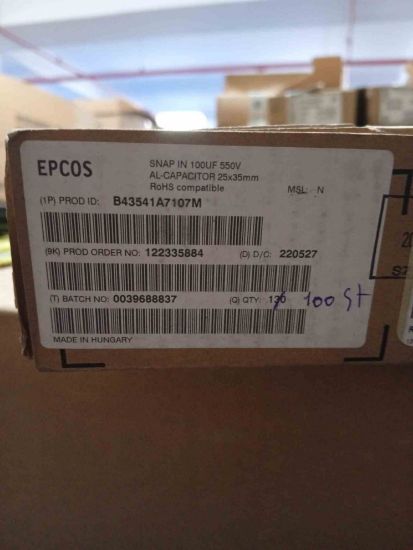 EPCOS
SNAP IN 100UF 550V
AL-CAPACITOR 25x35mm
RoHS compatible
MSL: N
(1P) PROD ID: B43541A7107M
(9K) PROD ORDER NO: 122335884 (D) D/C: 220527
(T) BATCH NO: 0039688837 (Q) QTY: 130 100 St
MADE IN HUNGARY